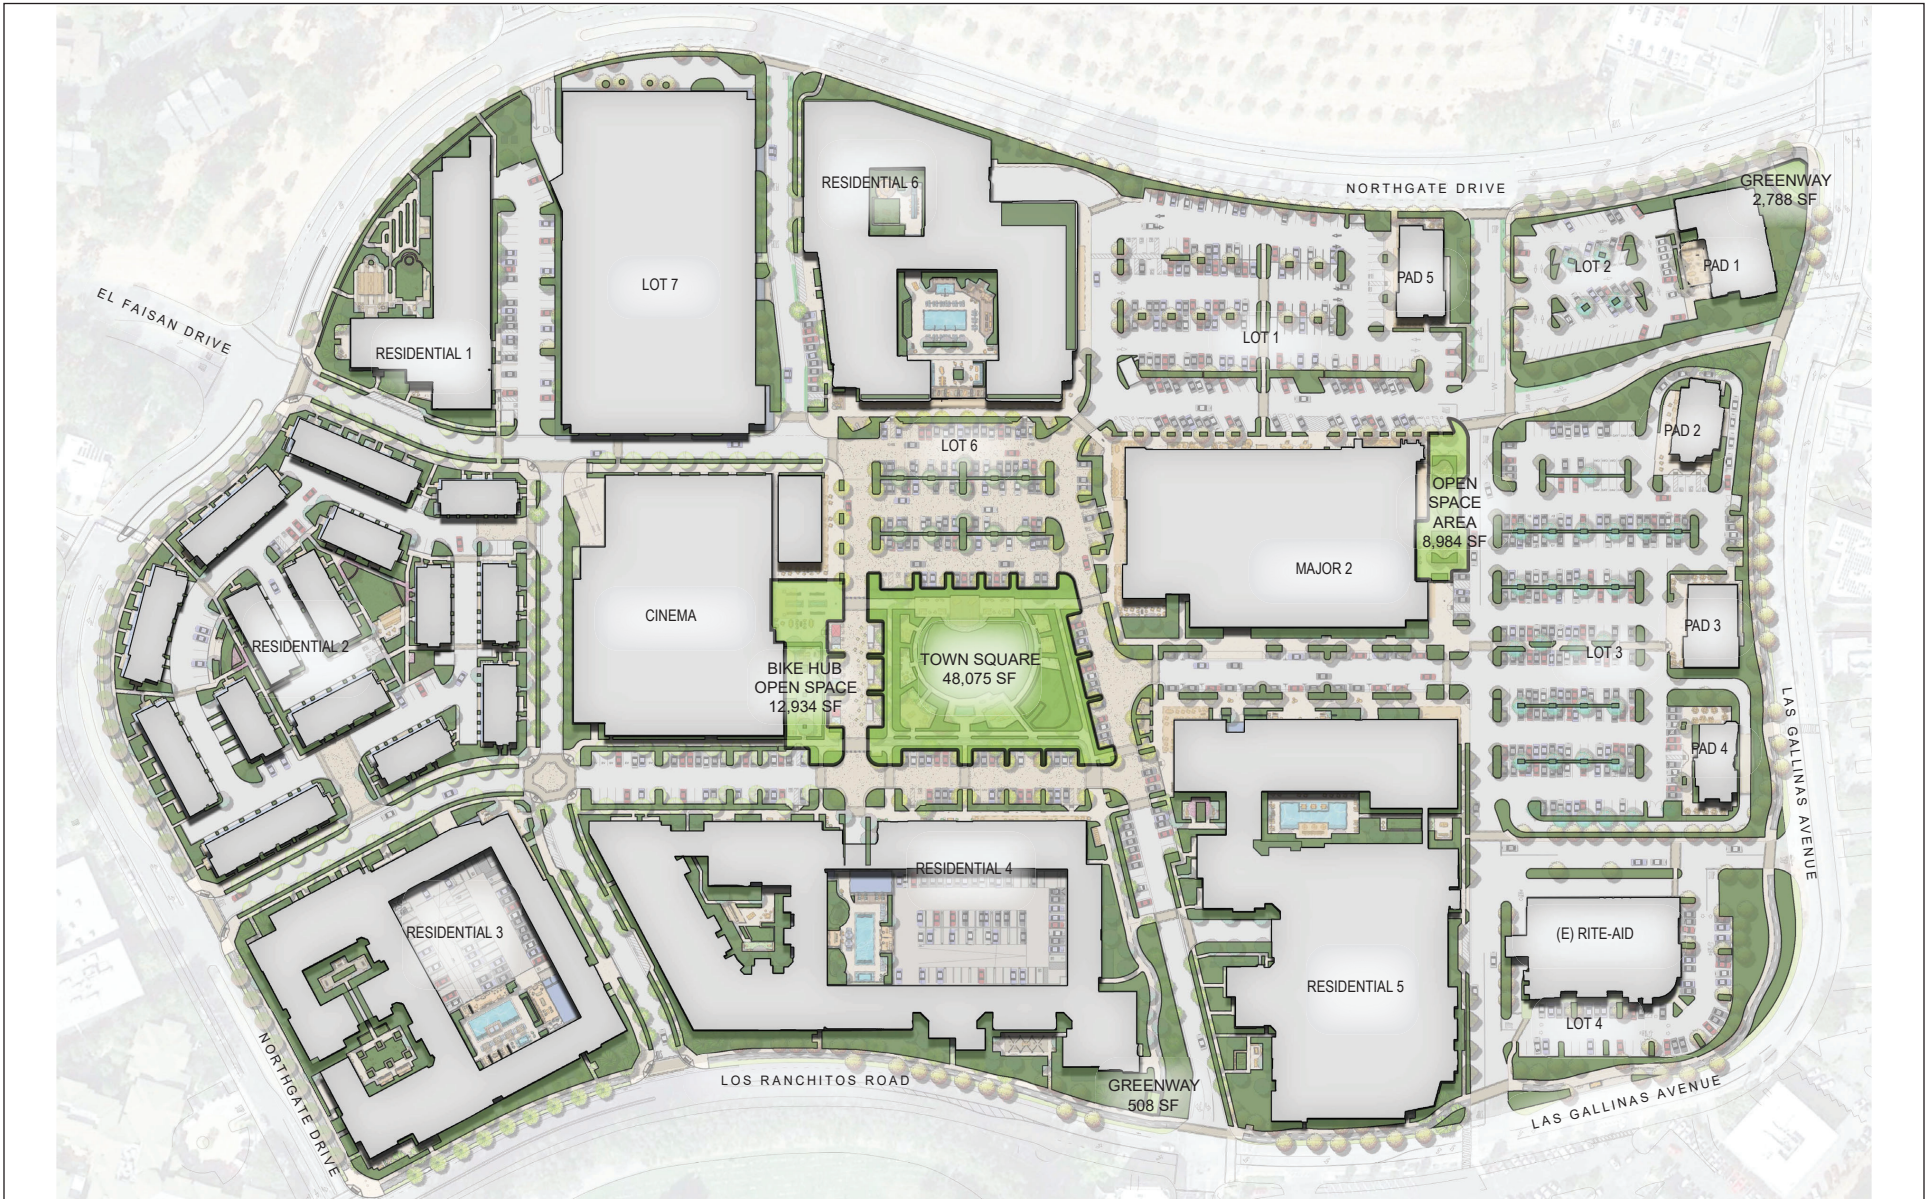 GREENWAY
2,788 SF
NORTHGATE DRIVE
RESIDENTIAL 6
LOT 7
LOT 2
PAD 1
PAD 5
LOT 1
EL FAISAN DRIVE
RESIDENTIAL 1
PAD 2
LOT 6
OPEN
SPACE
AREA
8,984 SF
MAJOR 2
CINEMA
RESIDENTIAL 2
PAD 3
LOT 3
BIKE HUB
OPEN SPACE
12,934 SF
TOWN SQUARE
48,075 SF
PAD 4
LAS GALLINAS AVENUE
RESIDENTIAL 4
RESIDENTIAL 3
(E) RITE-AID
RESIDENTIAL 5
LOT 4
NORTHGATE DRIVE
LOS RANCHITOS ROAD
GREENWAY
508 SF
LAS GALLINAS AVENUE